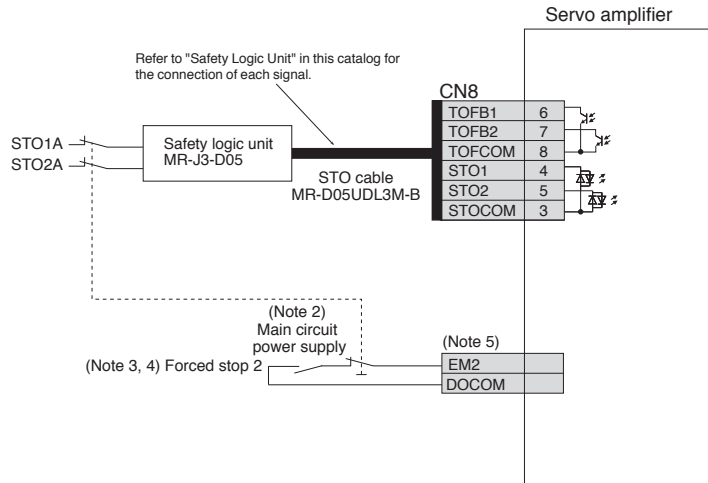 Servo amplifier
Refer to "Safety Logic Unit" in this catalog for
the connection of each signal.
CN8
TOFB1 6
TOFB2 7
TOFCOM 8
STO1 4
STO2 5
STOCOM 3
STO1A
STO2A
Safety logic unit
MR-J3-D05
STO cable
MR-D05UDL3M-B
(Note 2)
Main circuit
power supply
(Note 3, 4) Forced stop 2
(Note 5)
EM2
DOCOM